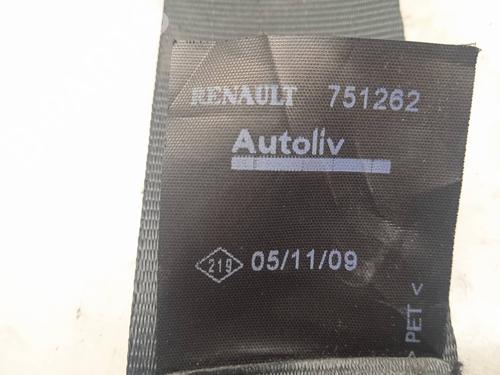 RENAULT 751262
Autoliv
219 05/11/09
> PET <